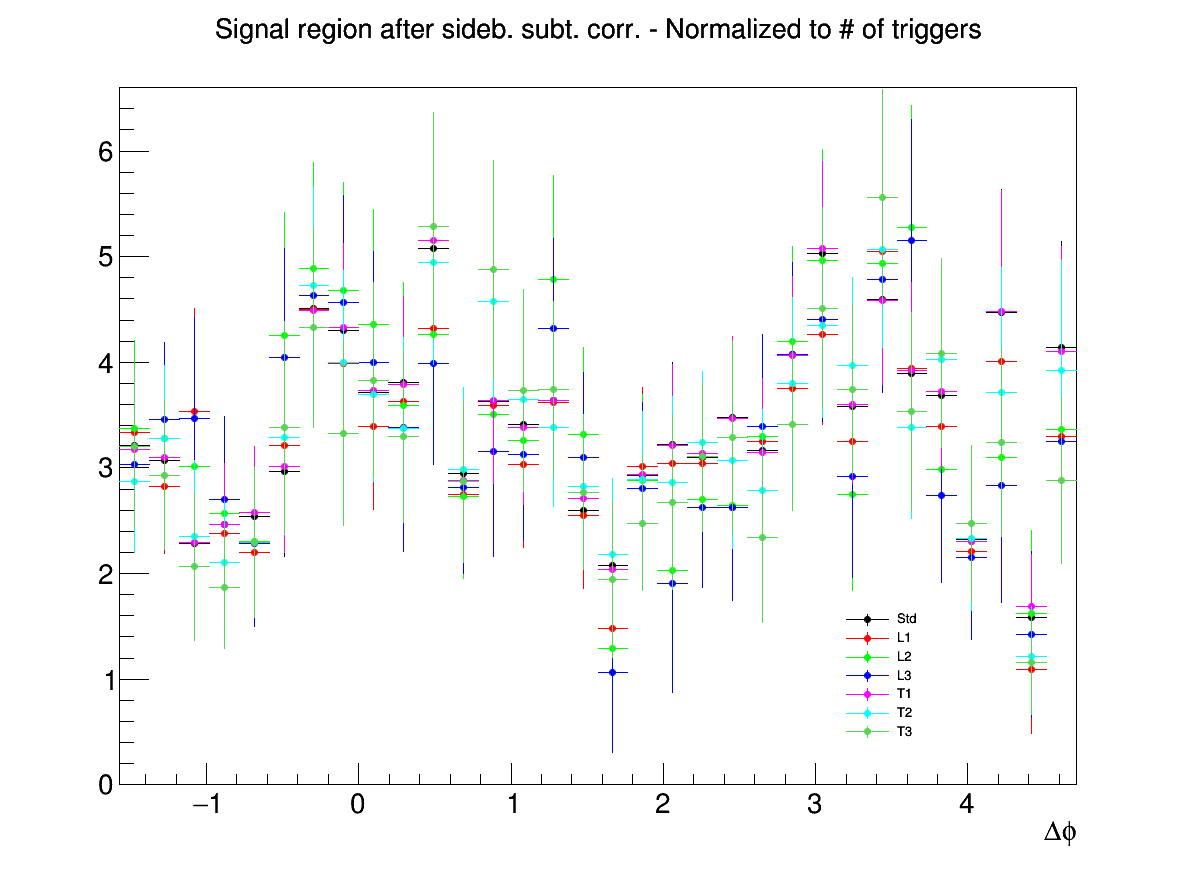 Signal region after sideb. subt. corr. - Normalized to # of triggers
6
5
4
3
2
1
0
Std
L1
L2
L3
T1
T2
T3
−1 0 1 2 3 4
Δϕ